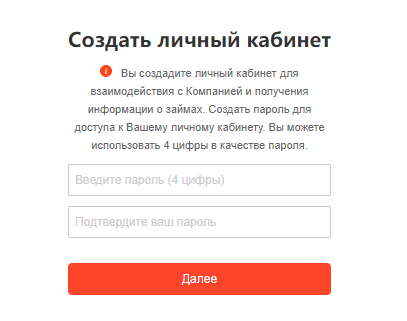 Создать личный кабинет
Вы создадите личный кабинет для
взаимодействия с Компанией и получения
информации о займах. Создать пароль для
доступа к Вашему личному кабинету. Вы можете
использовать 4 цифры в качестве пароля.
Введите пароль (4 цифры)
Подтвердите ваш пароль
Далее